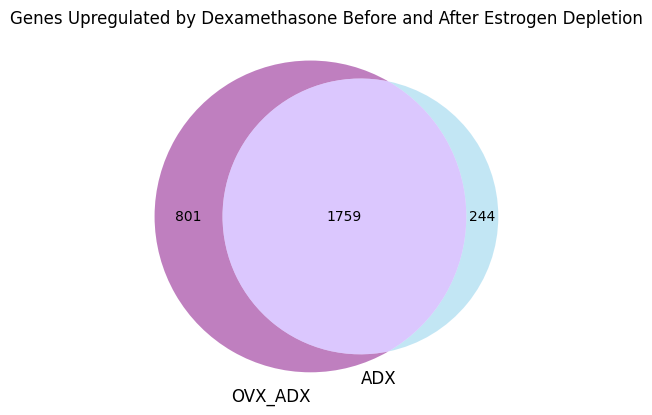 Genes Upregulated by Dexamethasone Before and After Estrogen Depletion
801 1759 244
ADX
OVX_ADX